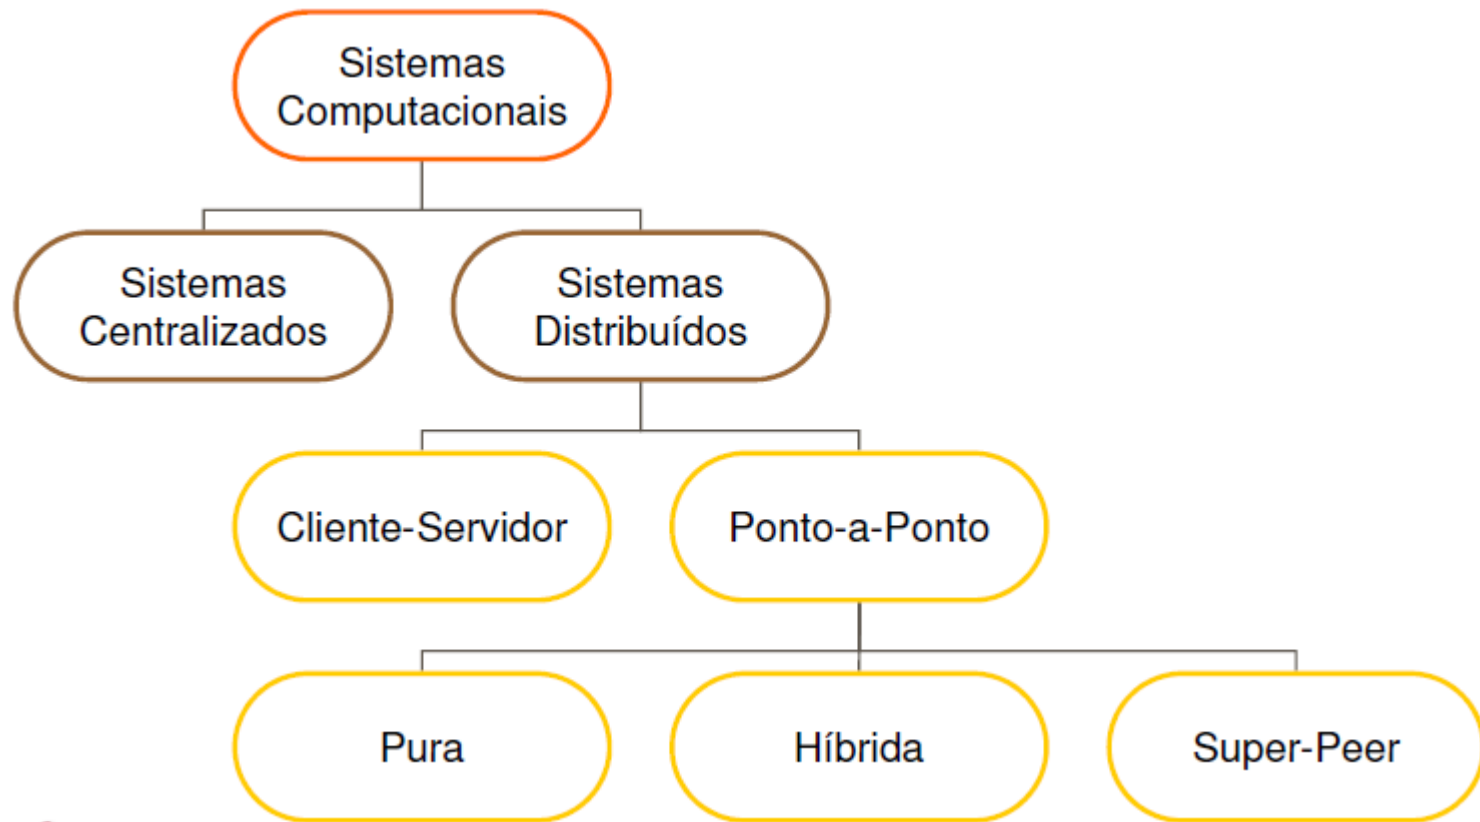 Sistemas
Computacionais
Sistemas
Centralizados
Sistemas
Distribuídos
Cliente-Servidor
Ponto-a-Ponto
Pura
Híbrida
Super-Peer